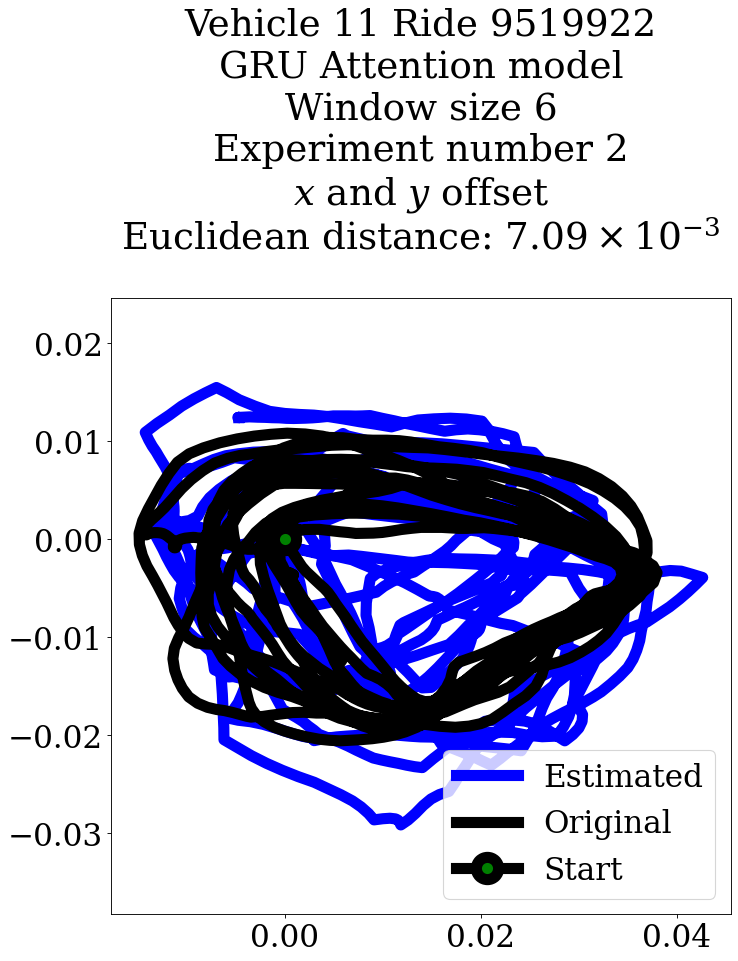 Vehicle 11 Ride 9519922
GRU Attention model
Window size 6
Experiment number 2
x and y offset
Euclidean distance: 7.09 × 10⁻³
0.02
0.01
0.00
−0.01
−0.02
−0.03
Estimated
Original
Start
0.00
0.02
0.04